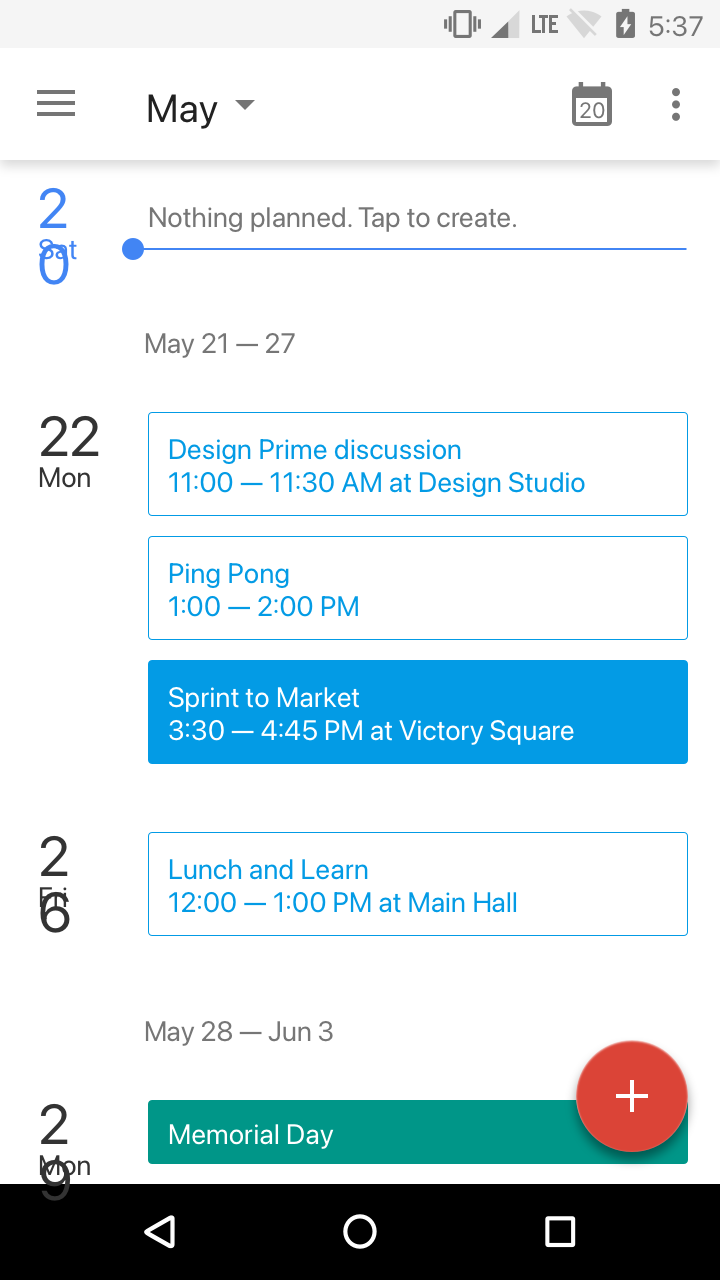 LTE 5:37
May
20
20
Sat
Nothing planned. Tap to create.
May 21 — 27
22
Mon
Design Prime discussion
11:00 — 11:30 AM at Design Studio
Ping Pong
1:00 — 2:00 PM
Sprint to Market
3:30 — 4:45 PM at Victory Square
26
Fri
Lunch and Learn
12:00 — 1:00 PM at Main Hall
May 28 — Jun 3
29
Mon
Memorial Day